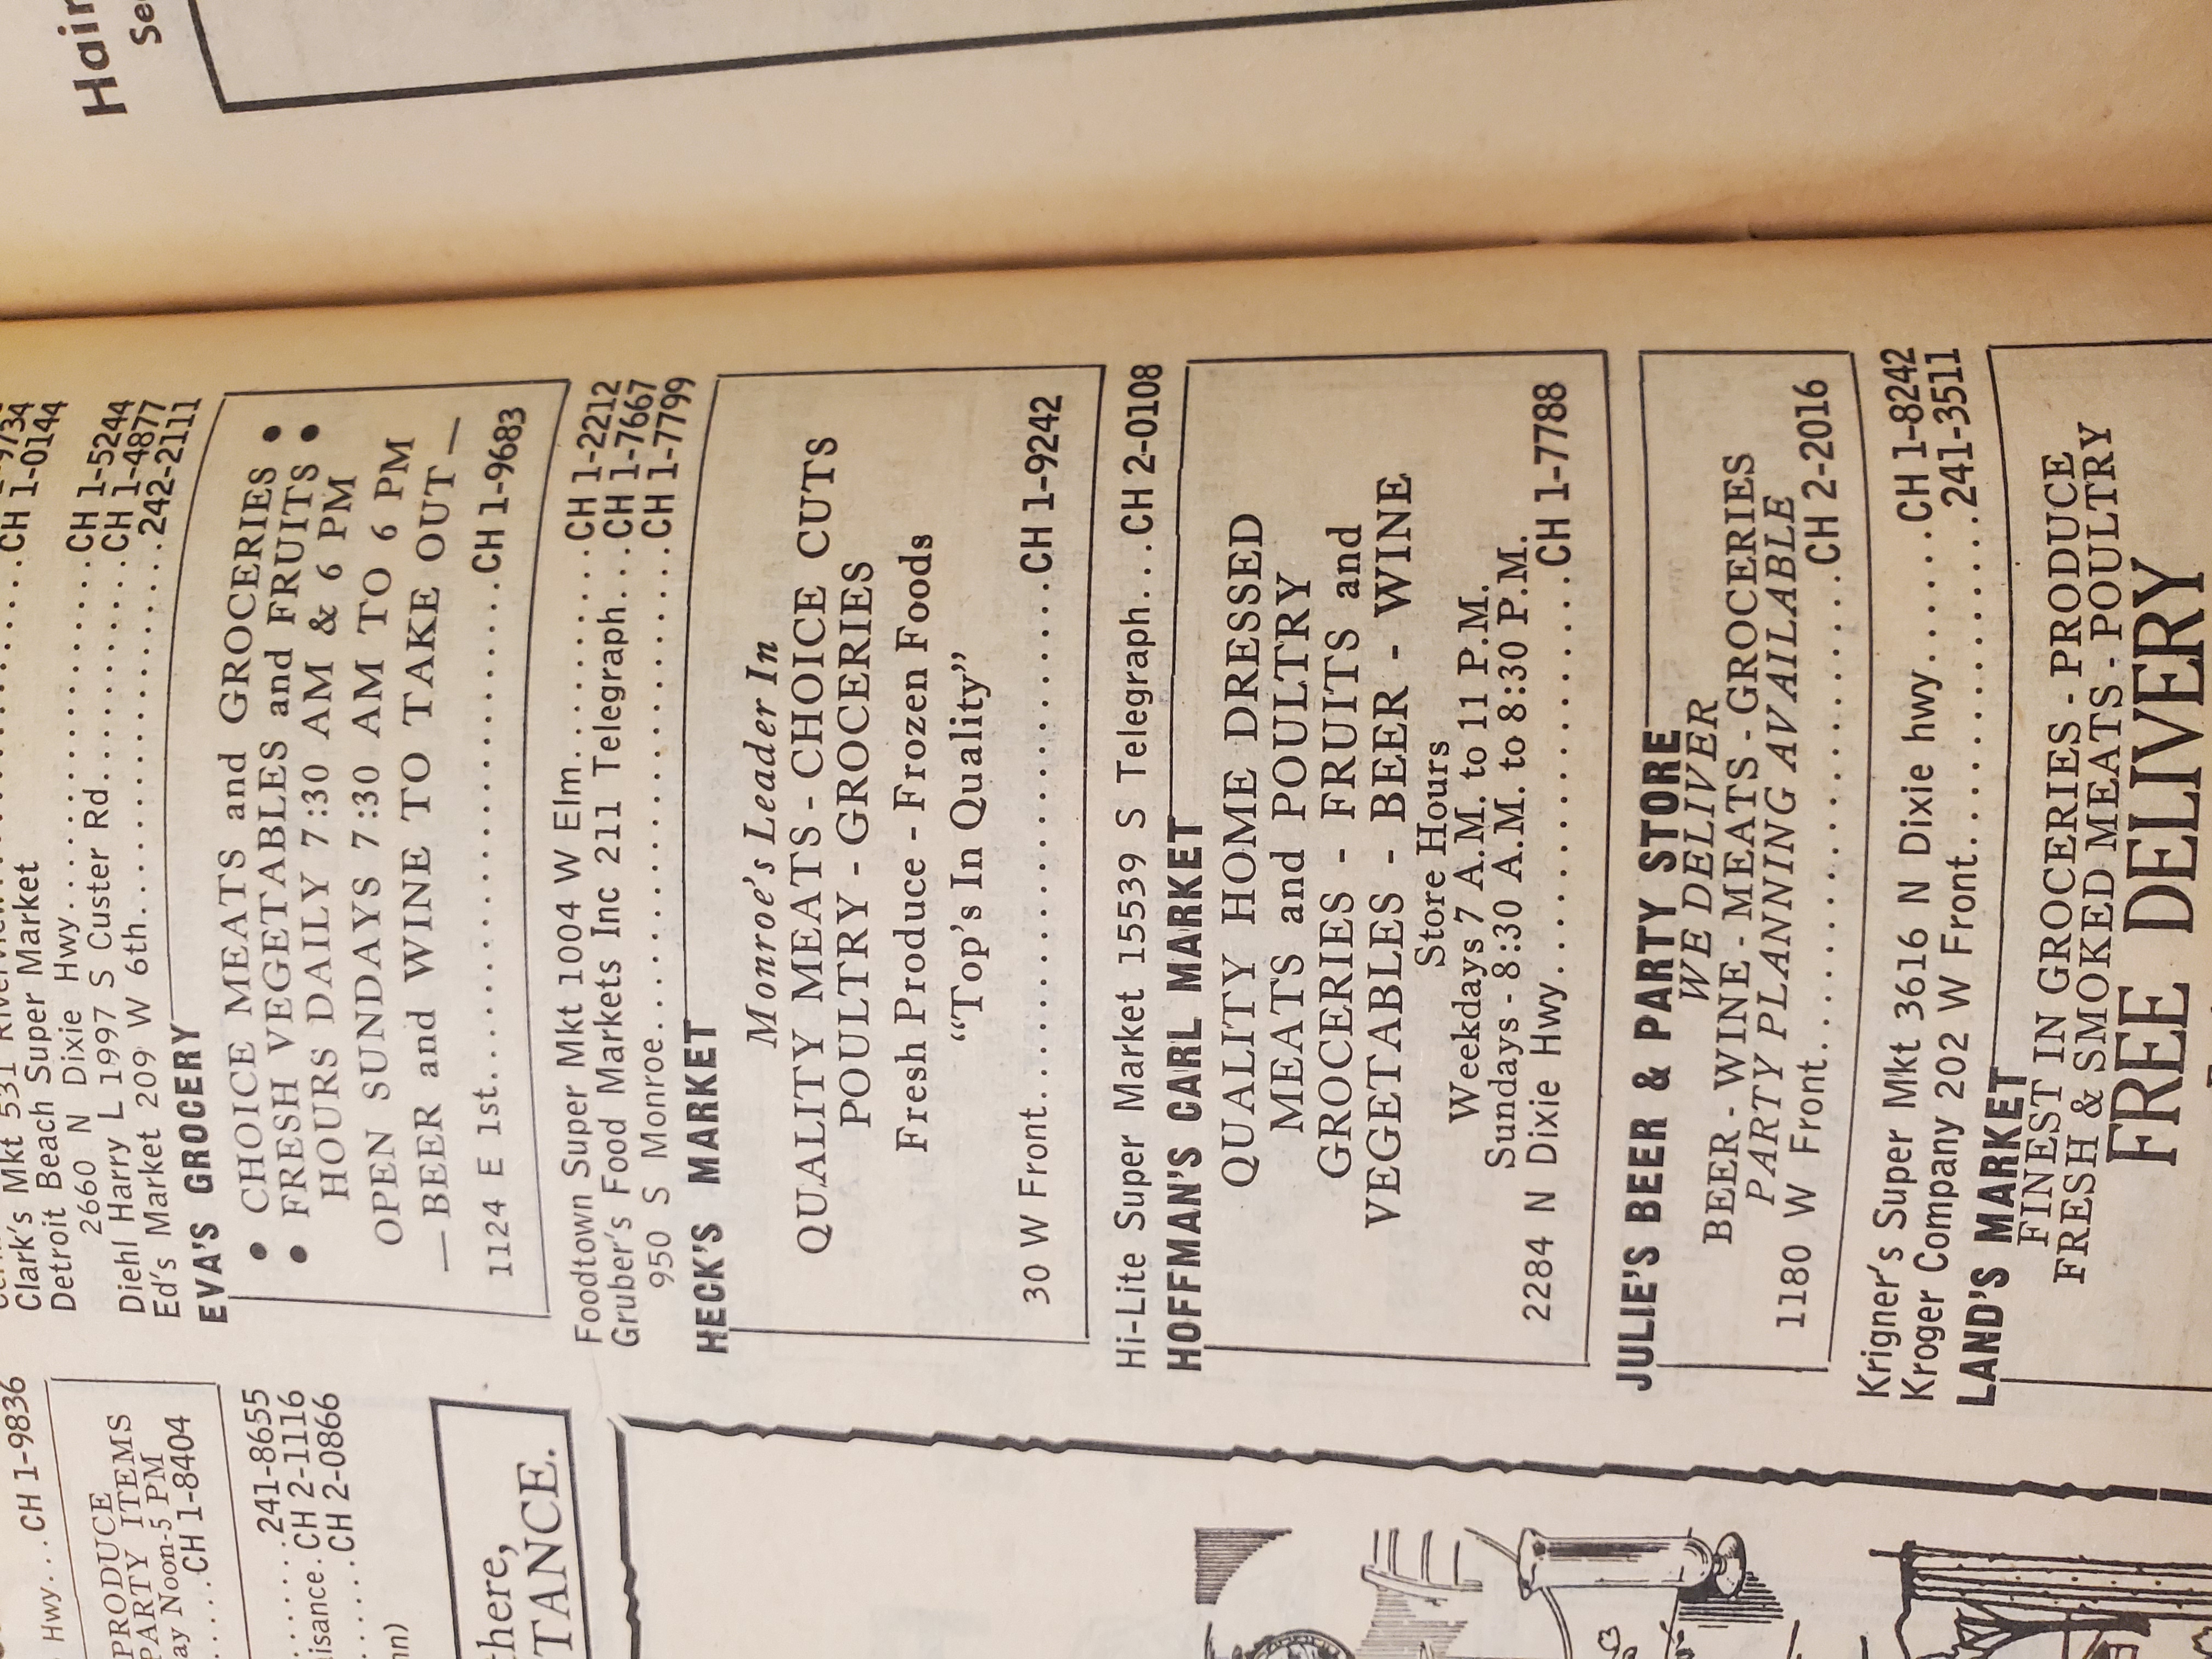 Hair
CH 1-9836
Hwy...
PRODUCE
PARTY ITEMS
Noon-5 PM
CH 1-8404
241-8655
CH 2-1116
CH 2-0866
there,
TANCE.
9734
Clark's Mkt 531
CH 1-0144
Detroit Beach Super Market
2660 N Dixie Hwy............CH 1-5244
Diehl Harry L 1997 S Custer Rd.......CH 1-4877
Ed's Market 209 W 6th............242-2111
EVA'S GROCERY
• CHOICE MEATS and GROCERIES •
• FRESH VEGETABLES and FRUITS •
HOURS DAILY 7:30 AM & 6 PM
OPEN SUNDAYS 7:30 AM TO 6 PM
— BEER and WINE TO TAKE OUT —
1124 E 1st................CH 1-9683
Foodtown Super Mkt 1004 W Elm........CH 1-2212
Gruber's Food Markets Inc 211 Telegraph...CH 1-7667
950 S Monroe................CH 1-7799
HECK'S MARKET
Monroe's Leader In
QUALITY MEATS - CHOICE CUTS
POULTRY - GROCERIES
Fresh Produce - Frozen Foods
“Top's In Quality”
30 W Front................CH 1-9242
Hi-Lite Super Market 15539 S Telegraph....CH 2-0108
HOFFMAN'S CARL MARKET
QUALITY HOME DRESSED
MEATS and POULTRY
GROCERIES - FRUITS and
VEGETABLES - BEER - WINE
Store Hours
Weekdays 7 A.M. to 11 P.M.
Sundays - 8:30 A.M. to 8:30 P.M.
2284 N Dixie Hwy................CH 1-7788
JULIE'S BEER & PARTY STORE
WE DELIVER
BEER - WINE - MEATS - GROCERIES
PARTY PLANNING AVAILABLE
1180 W Front................CH 2-2016
Krigner's Super Mkt 3616 N Dixie hwy.......CH 1-8242
Kroger Company 202 W Front............241-3511
LAND'S MARKET
FINEST IN GROCERIES - PRODUCE
FRESH & SMOKED MEATS - POULTRY
FREE DELIVERY